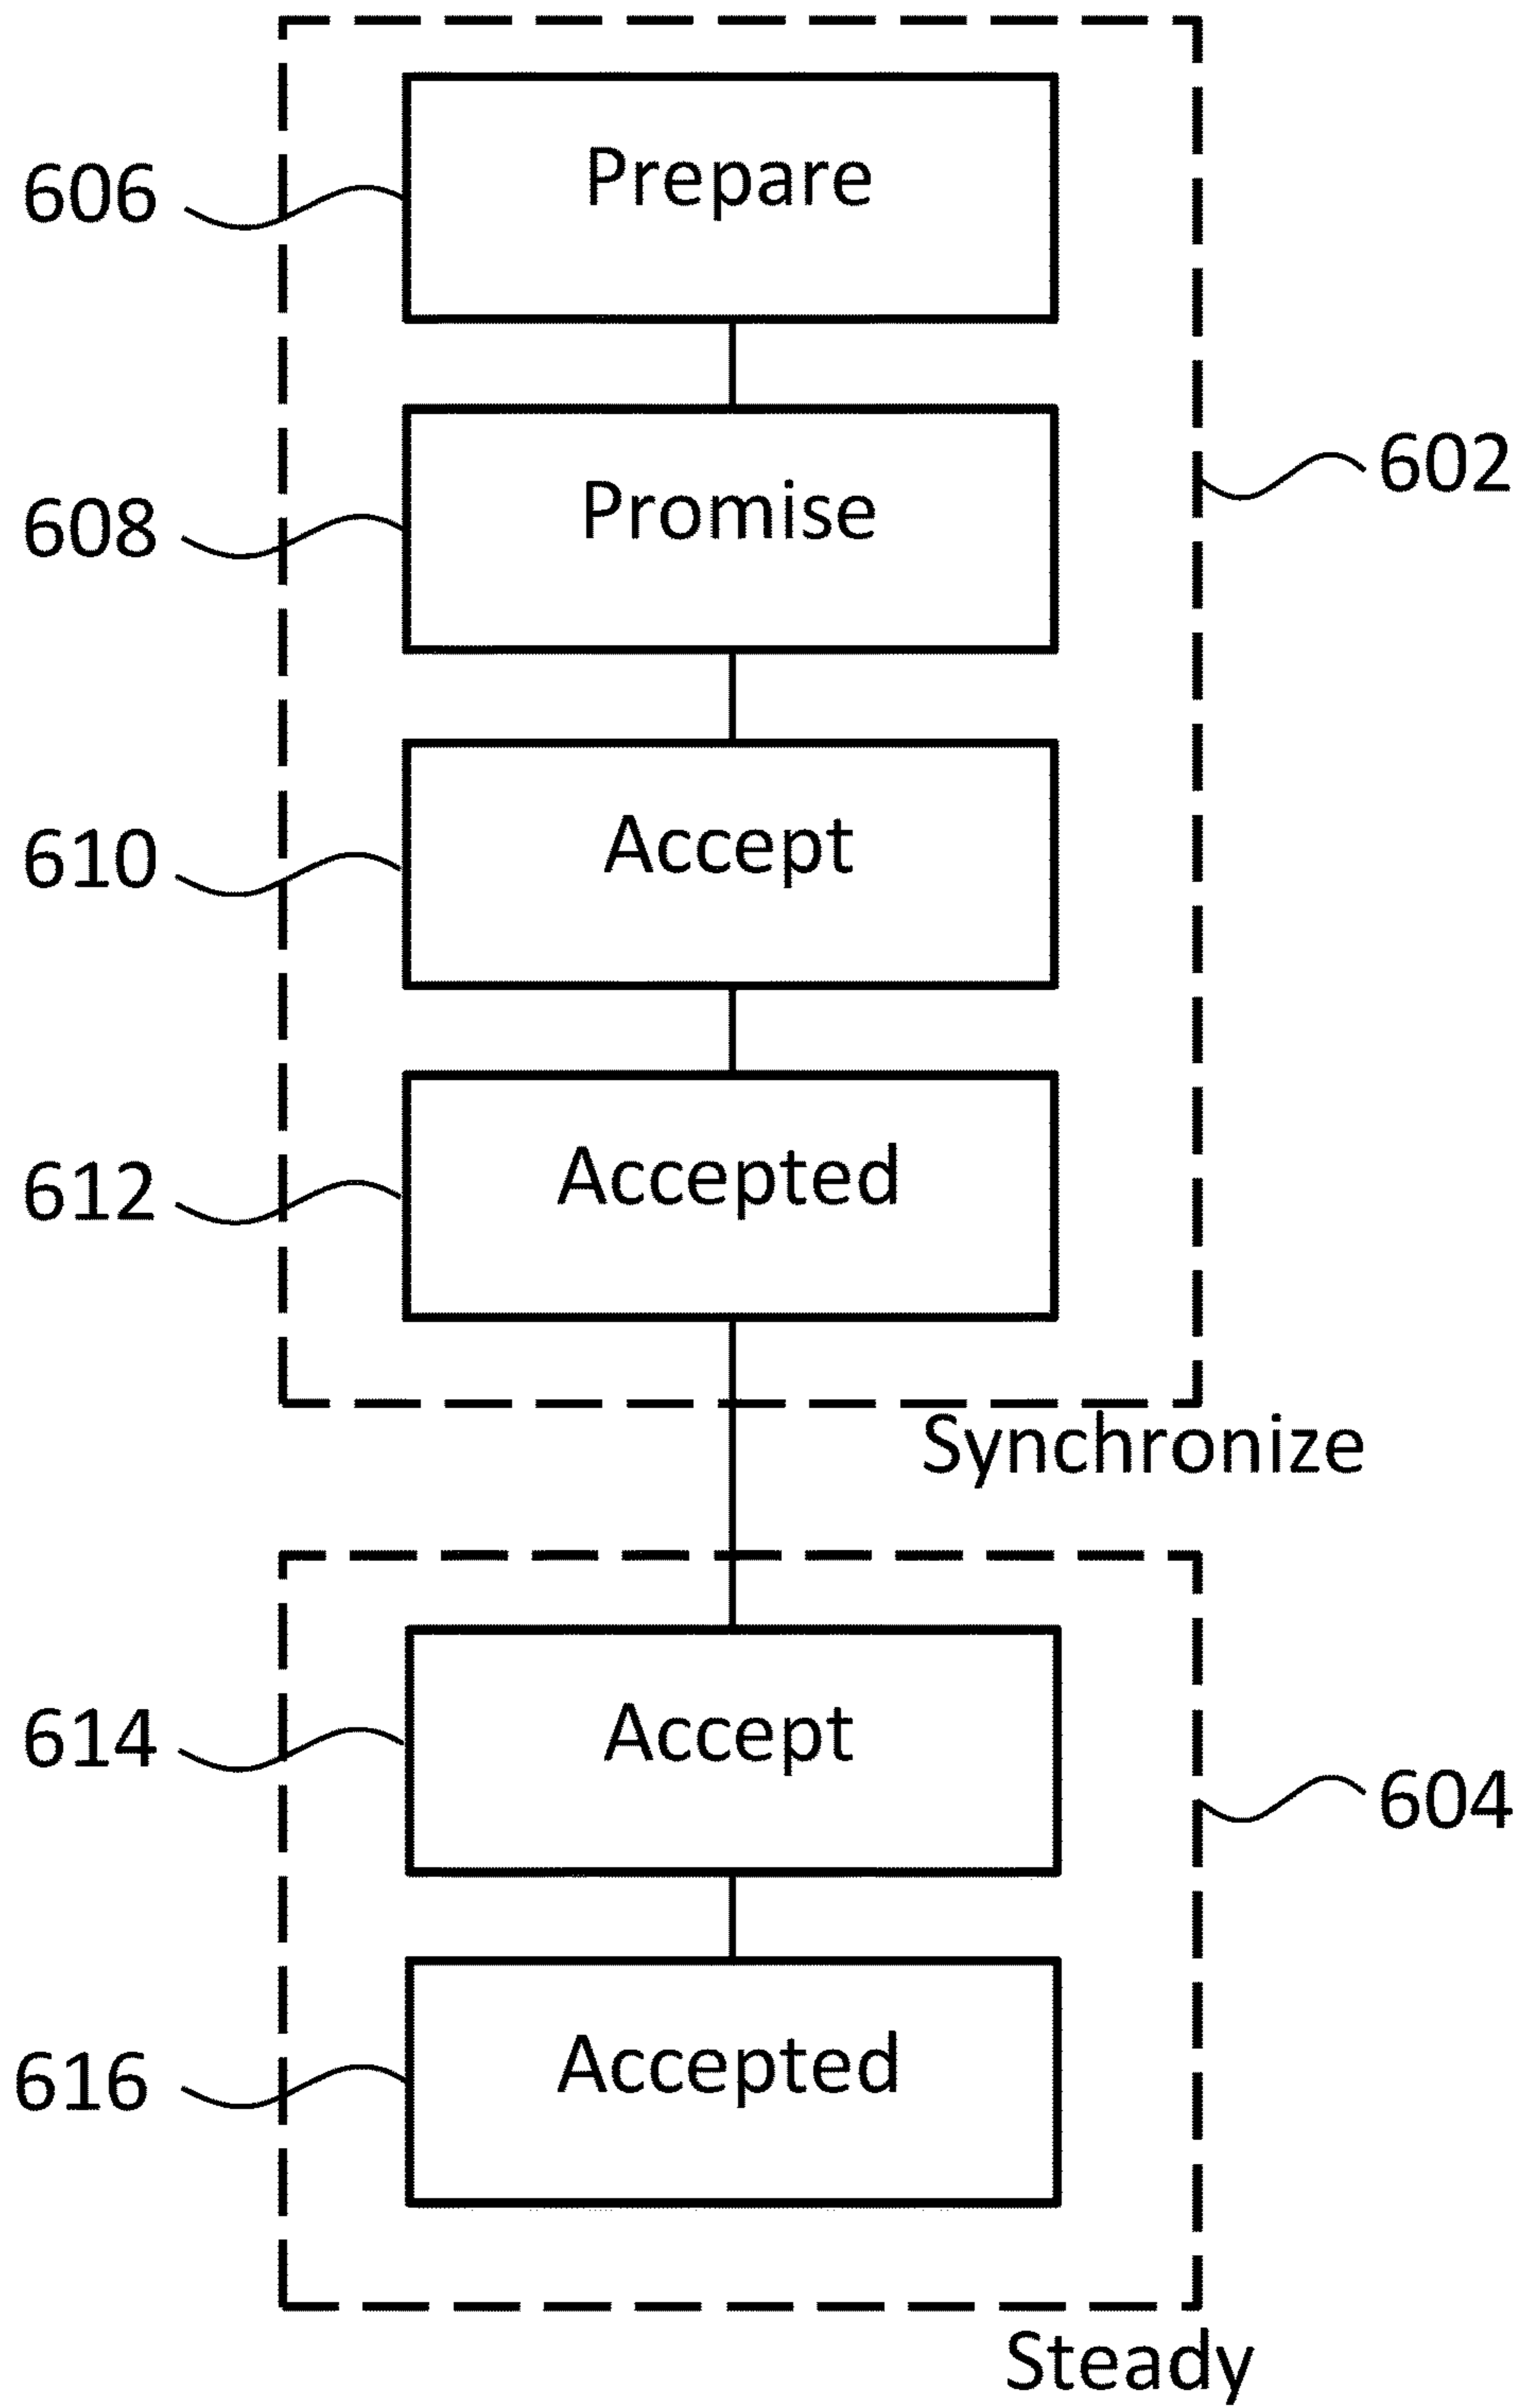 606
Prepare
608
Promise
602
610
Accept
612
Accepted
Synchronize
614
Accept
604
616
Accepted
Steady